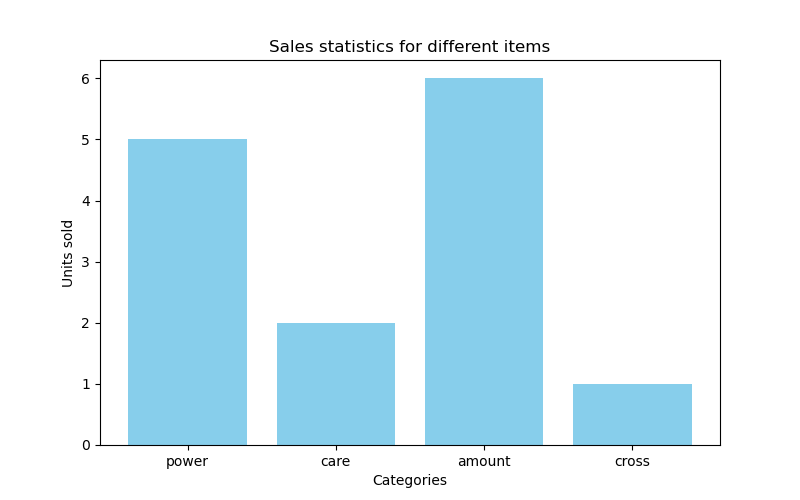 Sales statistics for different items
Units sold
6
5
4
3
2
1
0
power care amount cross
Categories